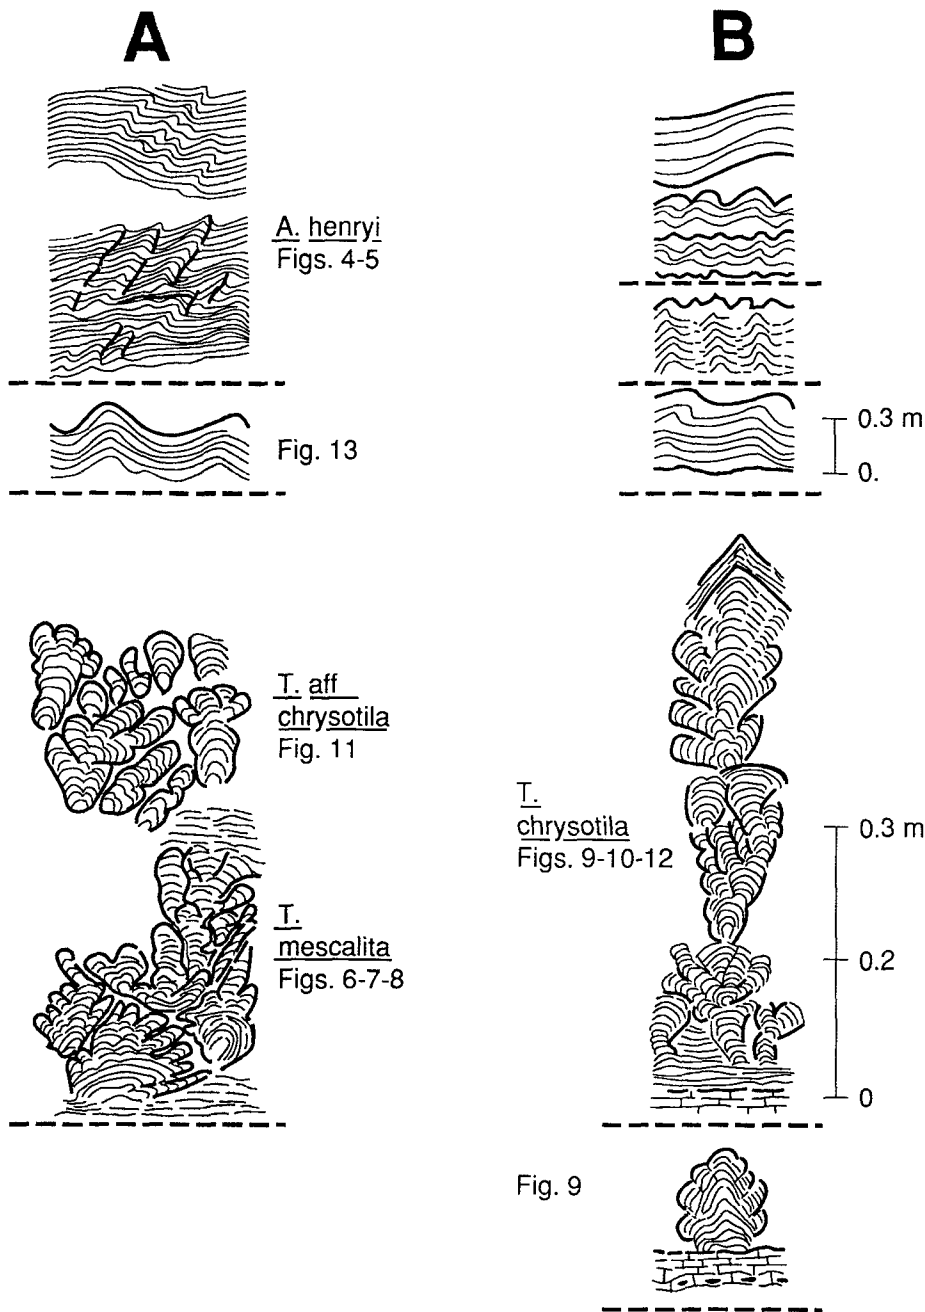 A
B
A. henryi
Figs. 4-5
Fig. 13
0.3 m
0.
T. aff
chrysotila
Fig. 11
T.
mescalita
Figs. 6-7-8
T.
chrysotila
Figs. 9-10-12
0.3 m
0.2
0
Fig. 9